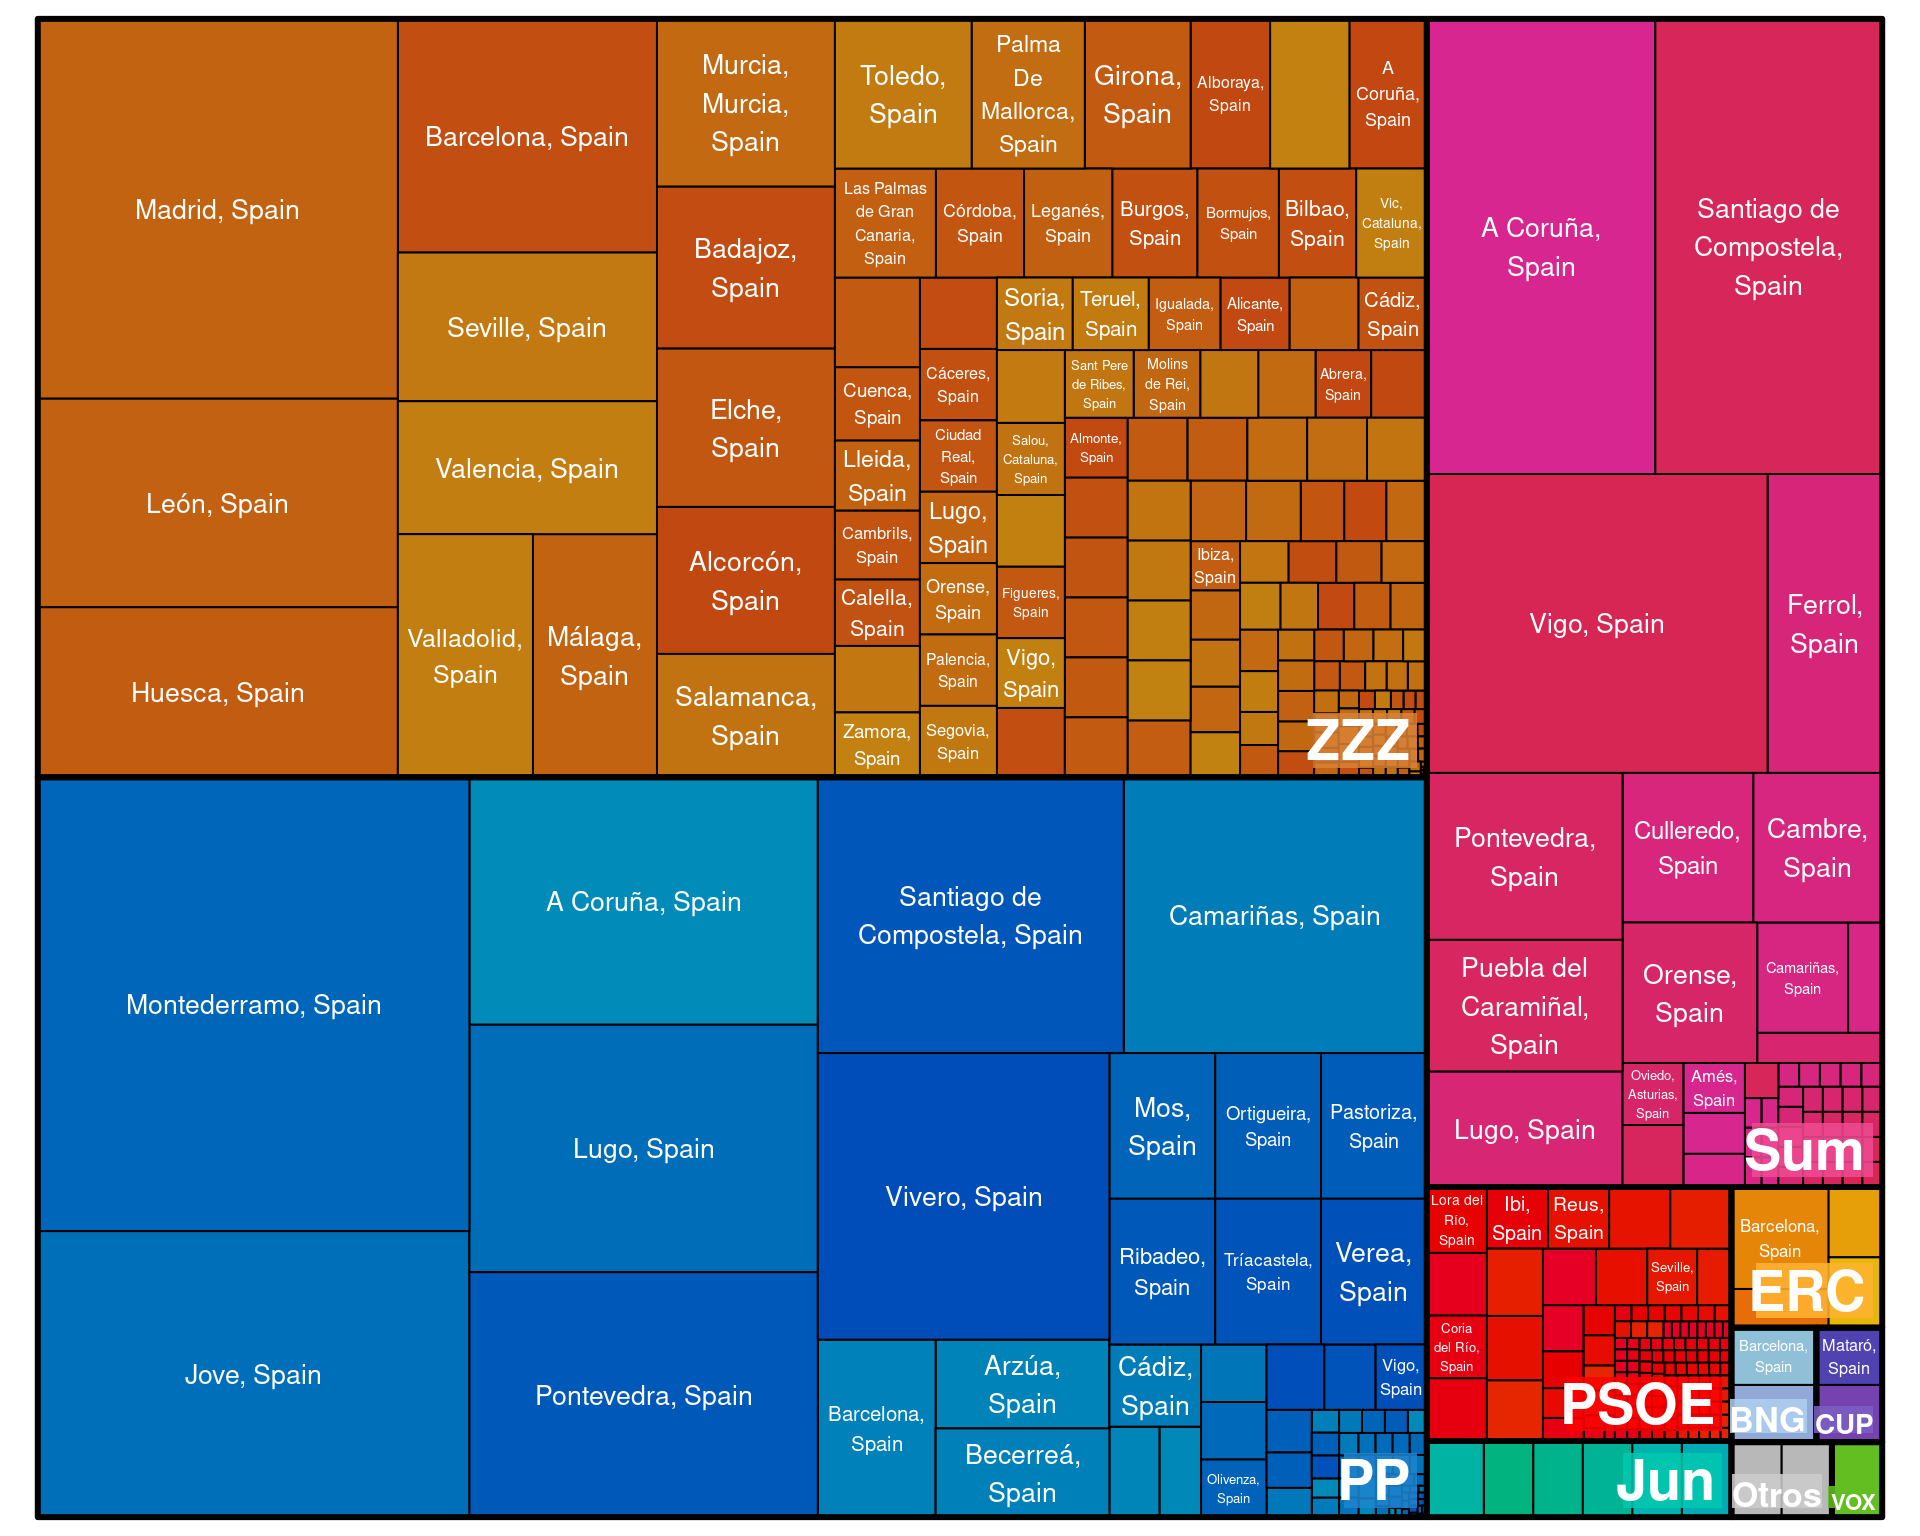 Madrid, Spain
León, Spain
Huesca, Spain
Barcelona, Spain
Seville, Spain
Valencia, Spain
Valladolid,
Spain
Málaga,
Spain
Murcia,
Murcia,
Spain
Badajoz,
Spain
Elche,
Spain
Alcorcón,
Spain
Salamanca,
Spain
Toledo,
Spain
Palma
De
Mallorca,
Spain
Girona,
Spain
Alboraya,
Spain
A
Coruña,
Spain
Las Palmas
de Gran
Canaria,
Spain
Córdoba,
Spain
Leganés,
Spain
Burgos,
Spain
Bormujos,
Spain
Bilbao,
Spain
Vic,
Cataluna,
Spain
Cuenca,
Spain
Lleida,
Spain
Cambrils,
Spain
Calella,
Spain
Zamora,
Spain
Cáceres,
Spain
Ciudad
Real,
Spain
Lugo,
Spain
Orense,
Spain
Palencia,
Spain
Segovia,
Spain
Soria,
Spain
Teruel,
Spain
Igualada,
Spain
Alicante,
Spain
Cádiz,
Spain
Salou,
Cataluna,
Spain
Figueres,
Spain
Vigo,
Spain
Sant Pere
de Ribes,
Spain
Molins
de Rei,
Spain
Abrera,
Spain
Almonte,
Spain
Ibiza,
Spain
ZZZ
Montederramo, Spain
Jove, Spain
A Coruña, Spain
Lugo, Spain
Pontevedra, Spain
Santiago de
Compostela, Spain
Camariñas, Spain
Vivero, Spain
Mos,
Spain
Ortigueira,
Spain
Pastoriza,
Spain
Ribadeo,
Spain
Tríacastela,
Spain
Verea,
Spain
Barcelona,
Spain
Arzúa,
Spain
Becerreá,
Spain
Cádiz,
Spain
Olivenza,
Spain
Vigo,
Spain
PP
A Coruña,
Spain
Santiago de
Compostela,
Spain
Vigo, Spain
Ferrol,
Spain
Pontevedra,
Spain
Puebla del
Caramiñal,
Spain
Lugo, Spain
Culleredo,
Spain
Cambre,
Spain
Orense,
Spain
Camariñas,
Spain
Oviedo,
Asturias,
Spain
Amés,
Spain
Sum
Lora del
Río,
Spain
Ibi,
Spain
Reus,
Spain
Seville,
Spain
Coria
del Río,
Spain
PSOE
Barcelona,
Spain
ERC
Barcelona,
Spain
BNG
Mataró,
Spain
CUP
Jun
Otros
VOX